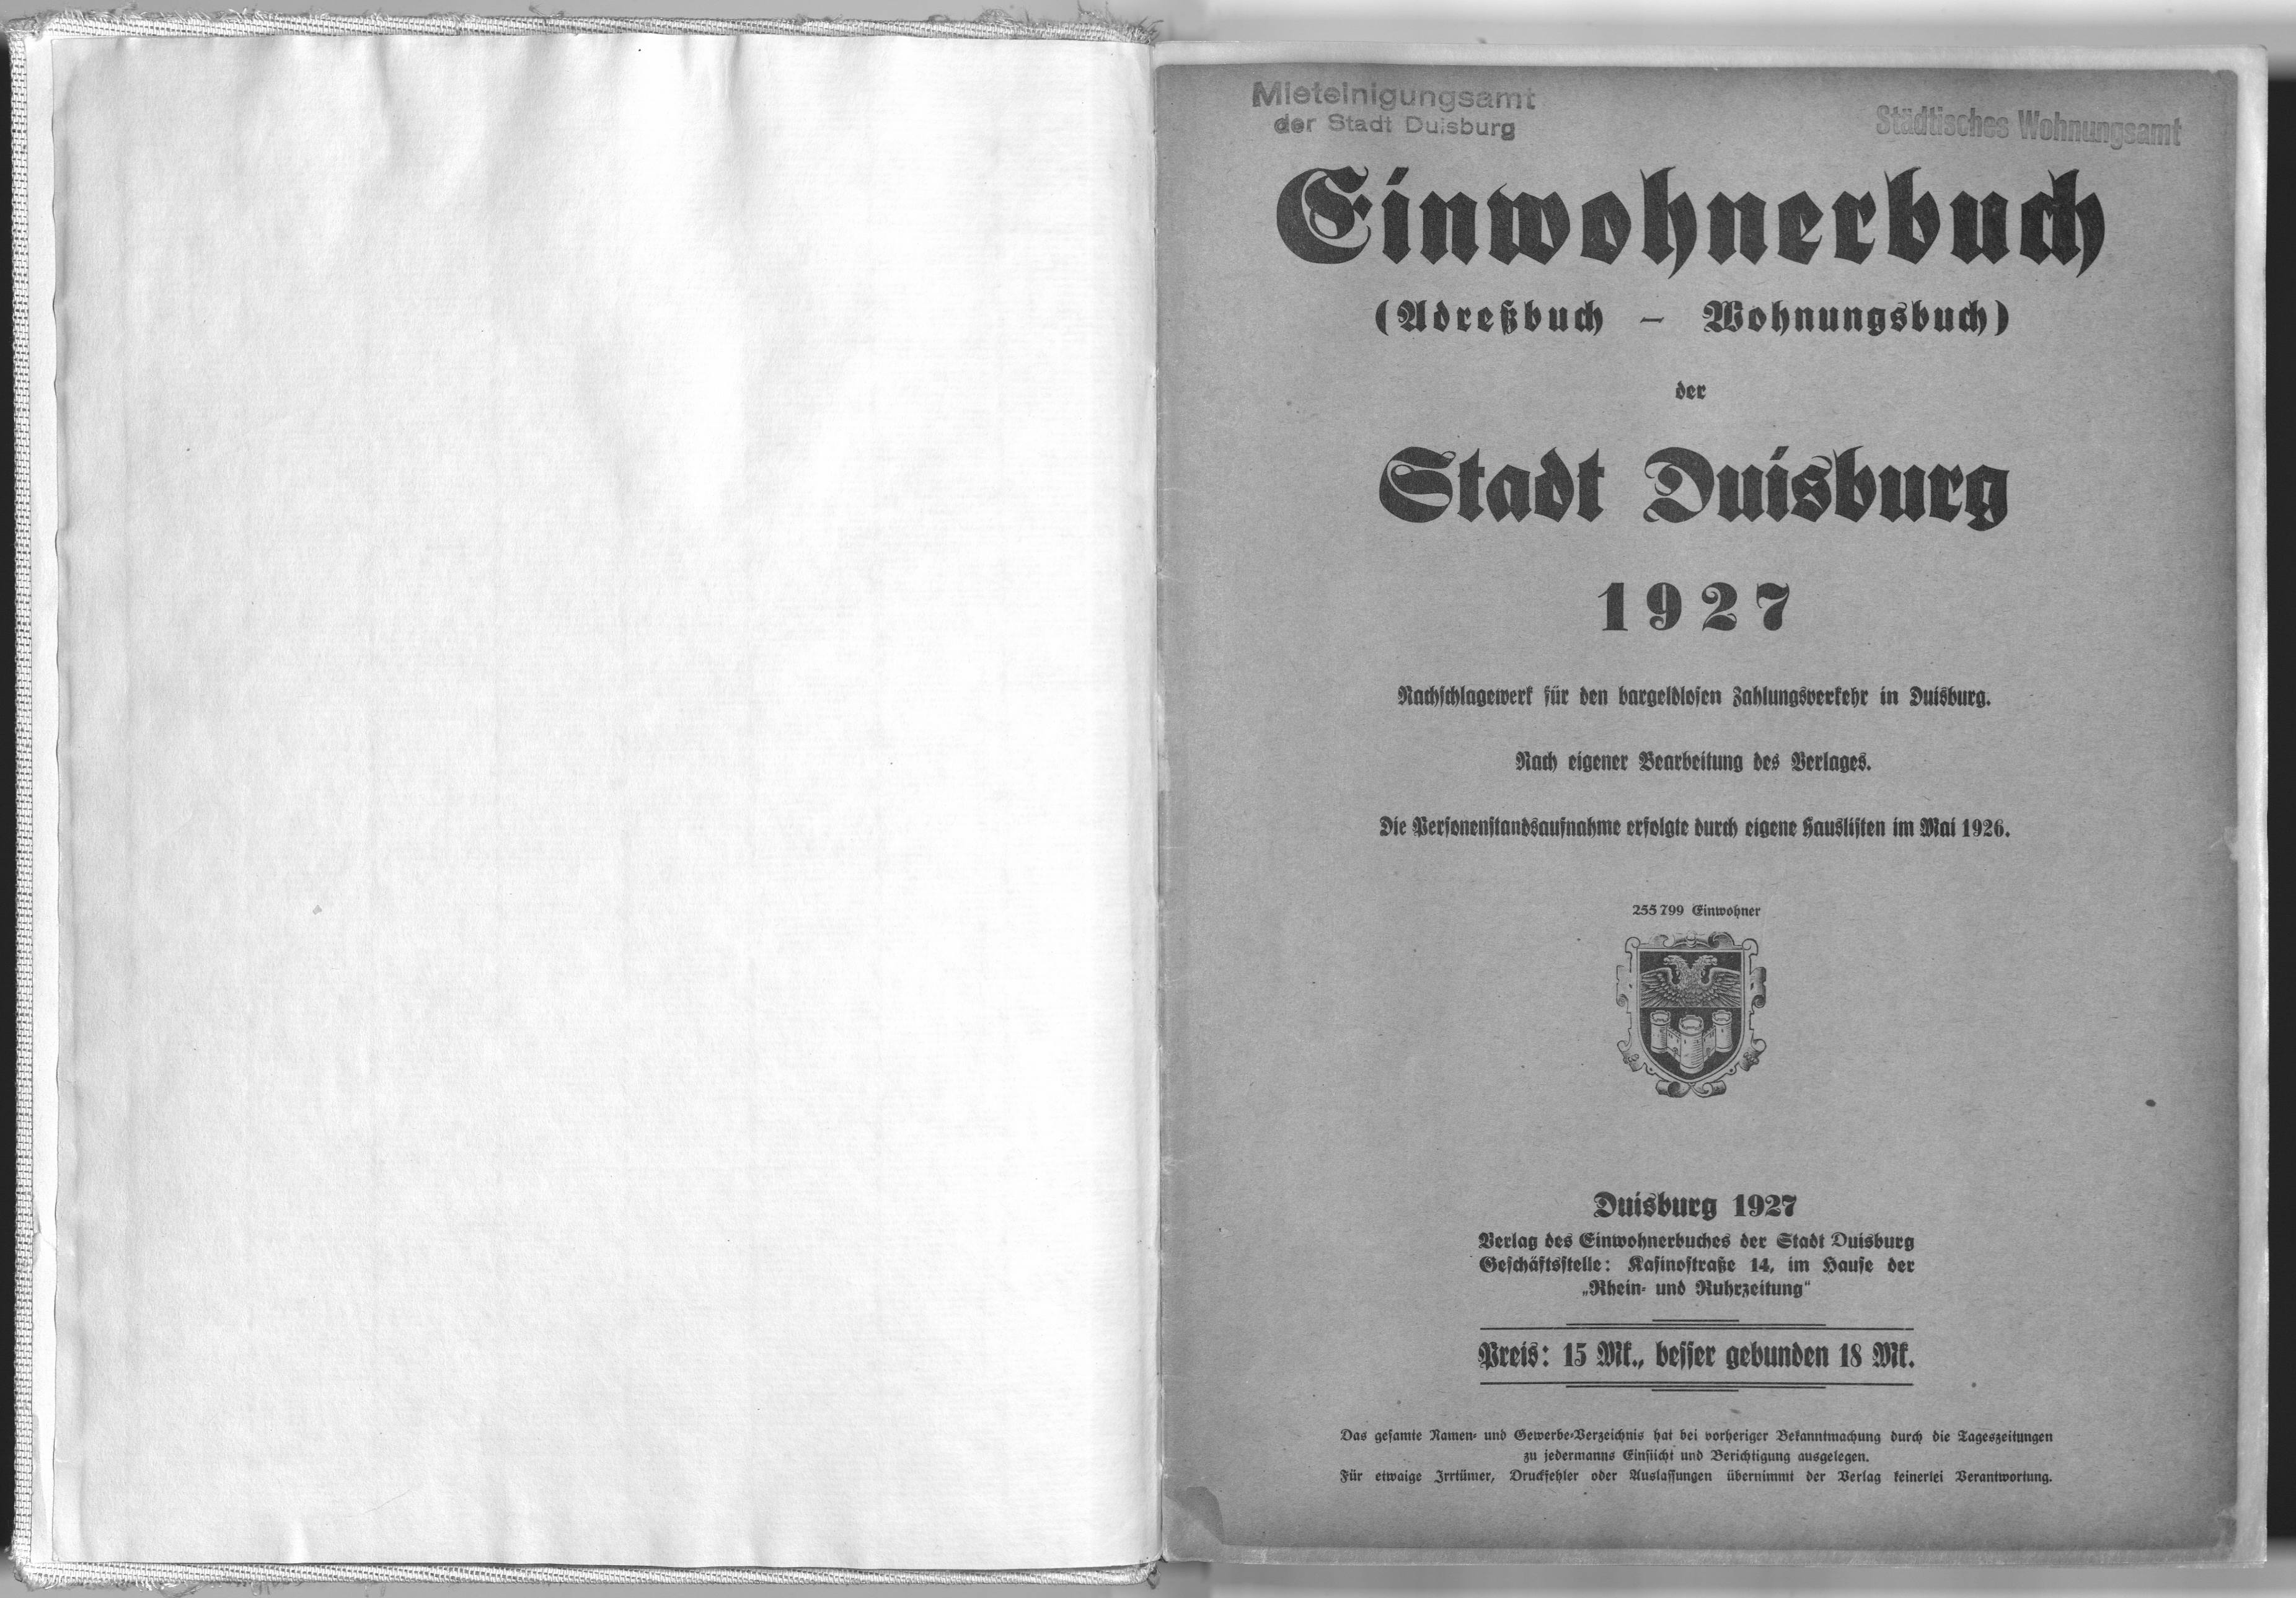 Mieteinigungsamt
der Stadt Duisburg
Städtisches Wohnungsamt
Einwohnerbuch
(Adreßbuch – Wohnungsbuch)
der
Stadt Duisburg
1927
Nachschlagewerk für den bargeldlosen Zahlungsverkehr in Duisburg.
Nach eigener Bearbeitung des Verlages.
Die Personenstandsaufnahme erfolgte durch eigene Hauslisten im Mai 1926.
255 799 Einwohner
Duisburg 1927
Verlag des Einwohnerbuches der Stadt Duisburg
Geschäftsstelle: Kasinostraße 14, im Hause der
„Rhein- und Ruhrzeitung“
Preis: 15 Mk., besser gebunden 18 Mk.
Das gesamte Namen- und Gewerbe-Verzeichnis hat bei vorheriger Bekanntmachung durch die Tageszeitungen
zu jedermanns Einsicht und Berichtigung ausgelegen.
Für etwaige Irrtümer, Druckfehler oder Auslassungen übernimmt der Verlag keinerlei Verantwortung.